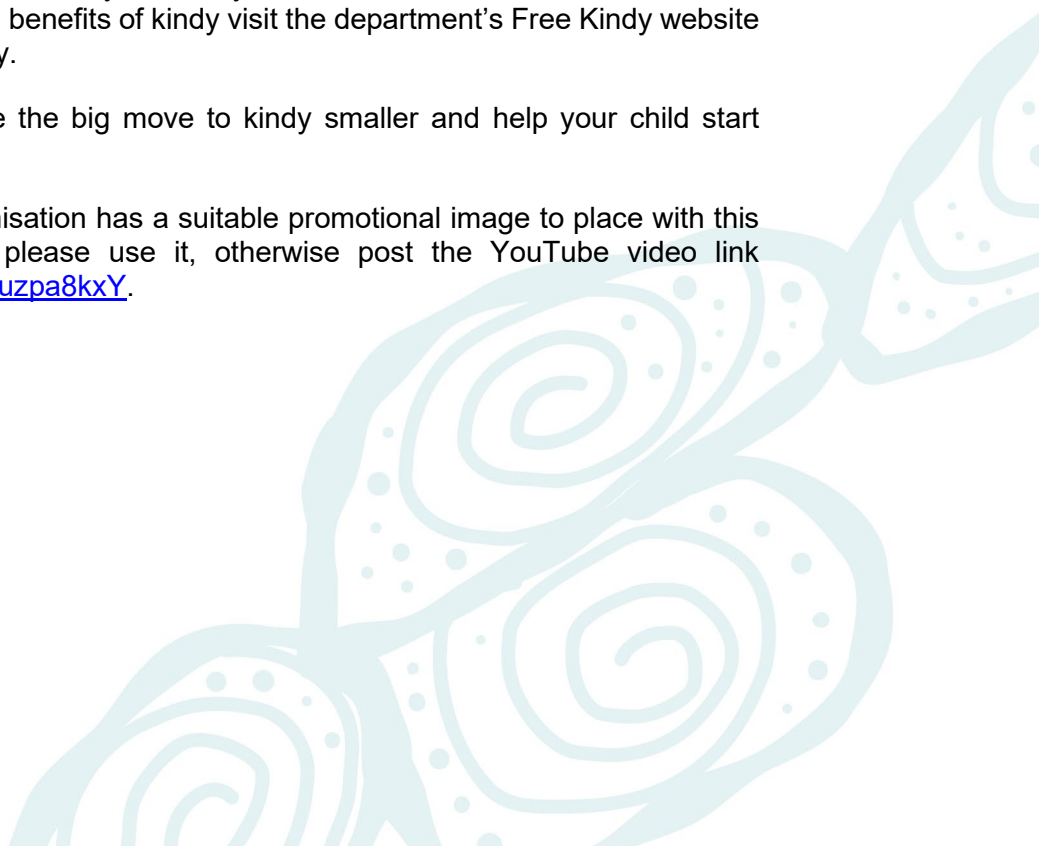 benefits of kindy visit the department's Free Kindy website
y.
e the big move to kindy smaller and help your child start
nisation has a suitable promotional image to place with this
please use it, otherwise post the YouTube video link
uzpa8kxY.